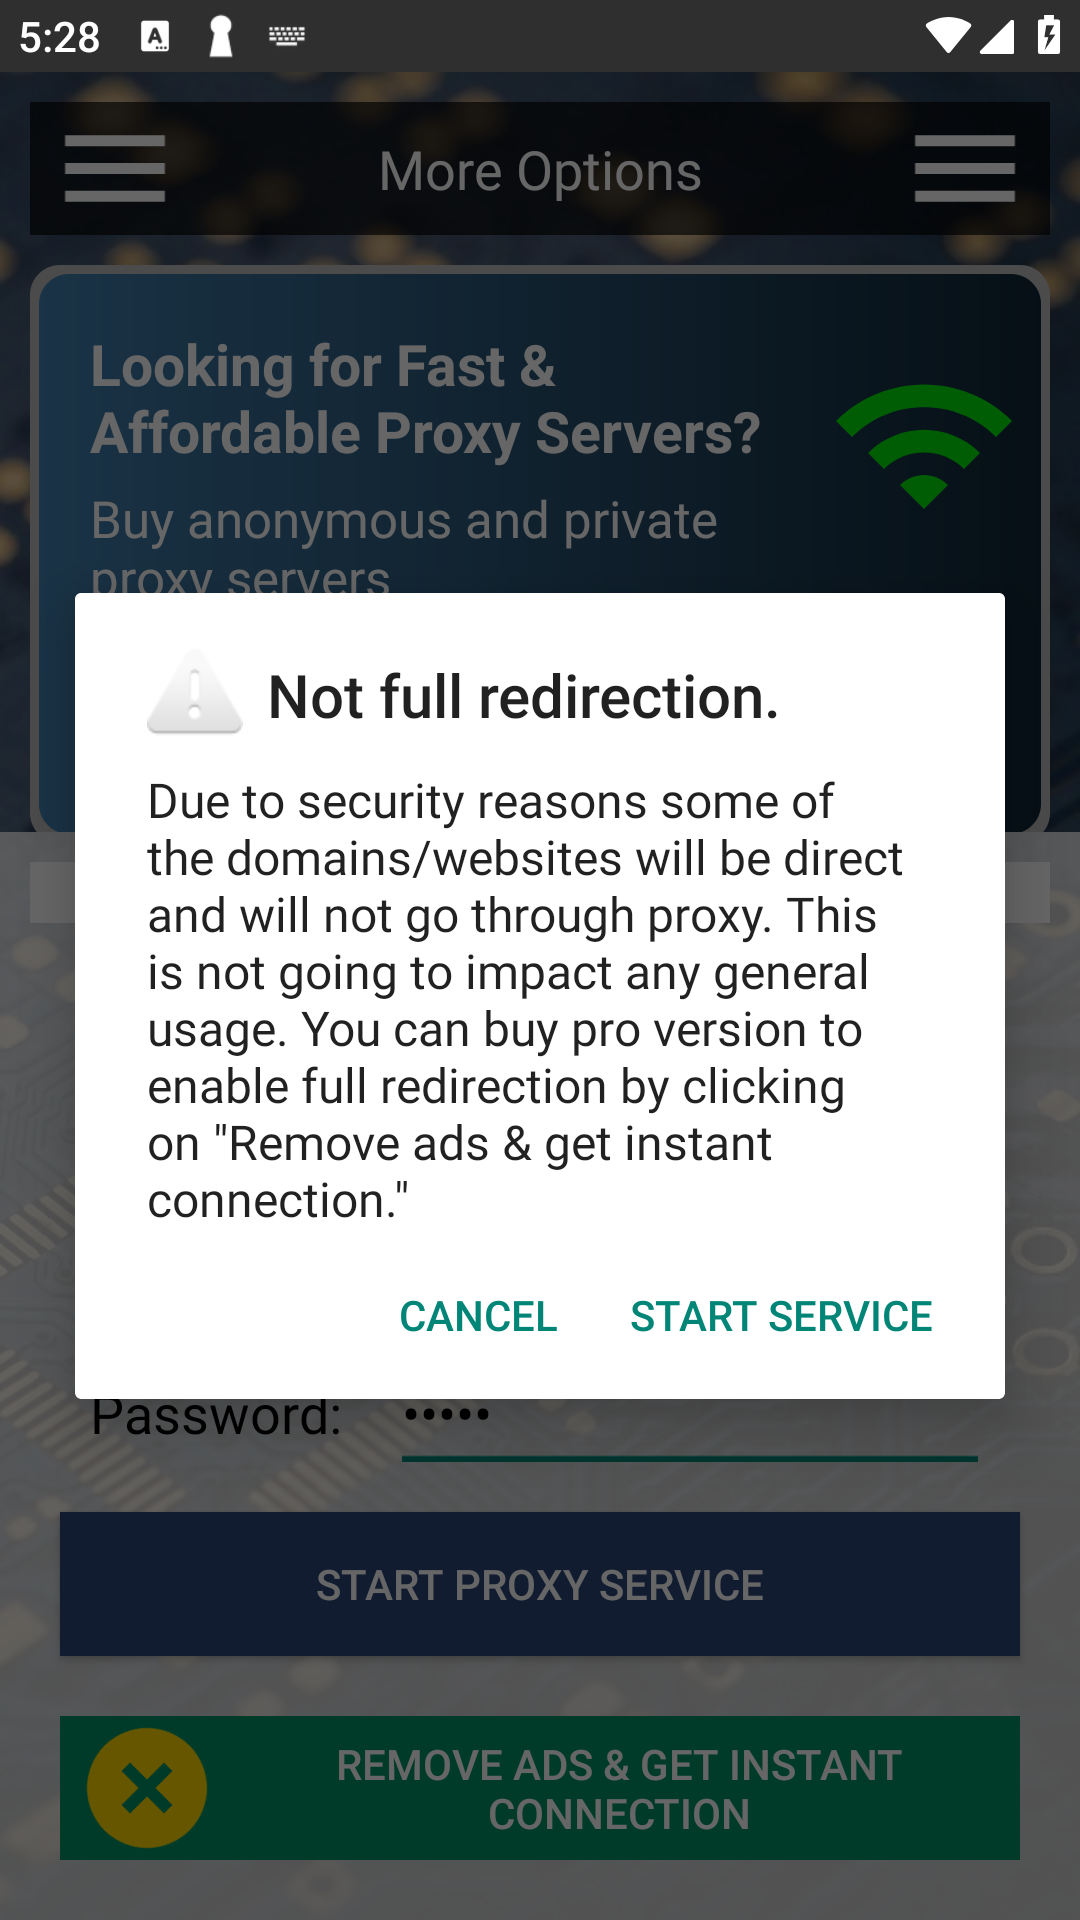 5:28
More Options
Looking for Fast &
Affordable Proxy Servers?
Buy anonymous and private
proxy servers
Not full redirection.
Due to security reasons some of
the domains/websites will be direct
and will not go through proxy. This
is not going to impact any general
usage. You can buy pro version to
enable full redirection by clicking
on "Remove ads & get instant
connection."
CANCEL
START SERVICE
Password:
•••••
START PROXY SERVICE
REMOVE ADS & GET INSTANT
CONNECTION